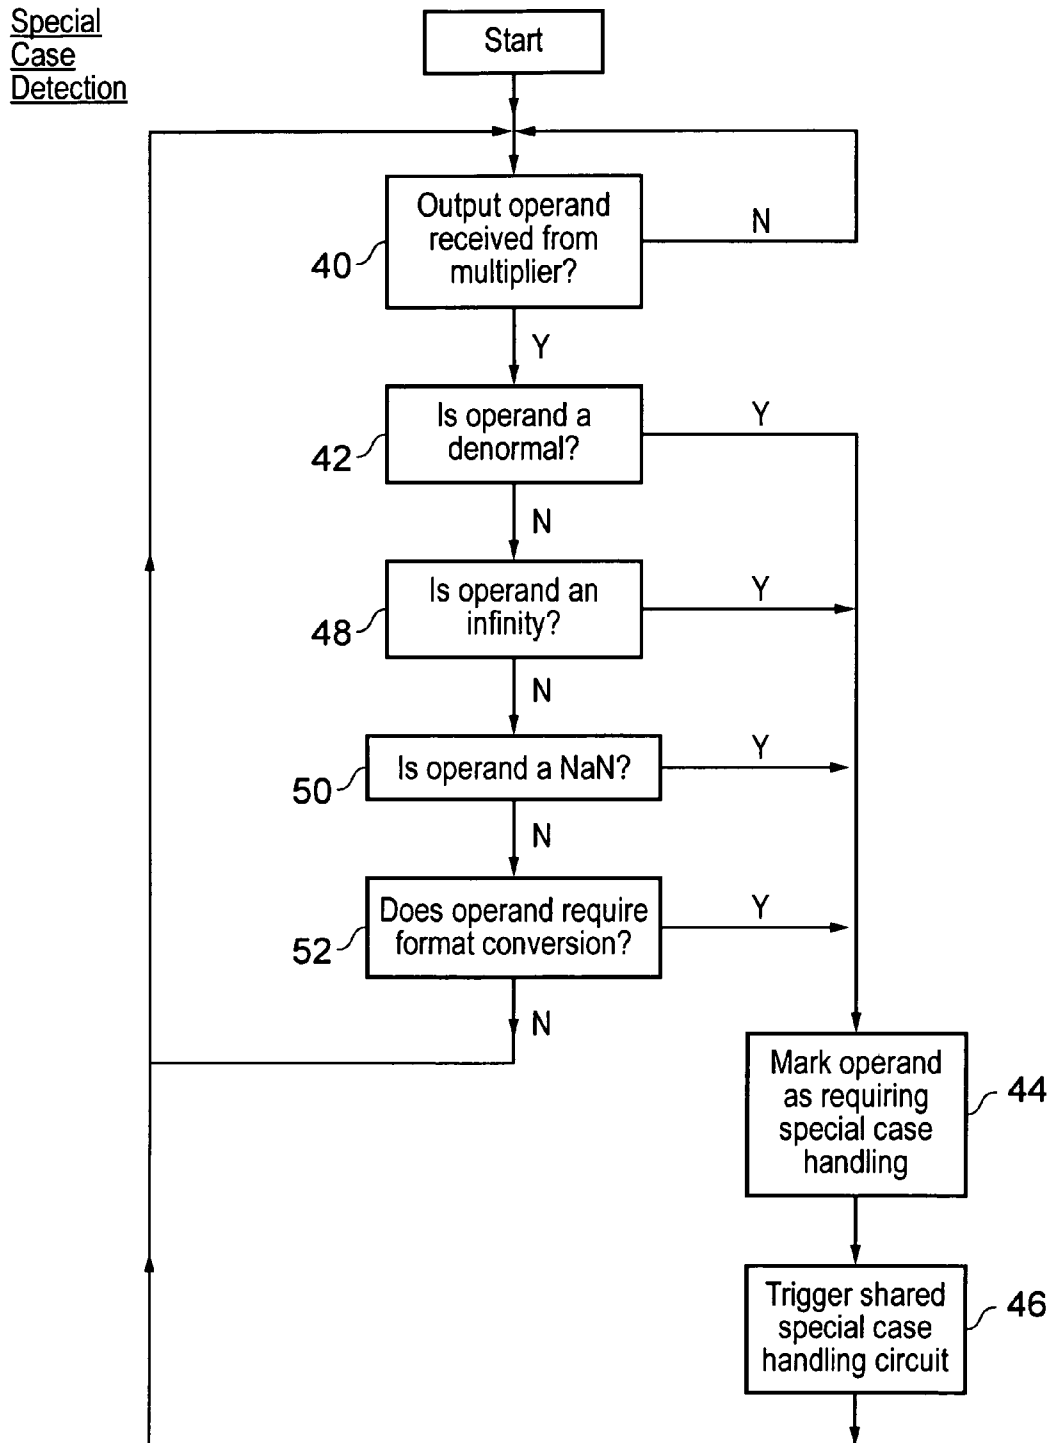 Special
Case
Detection
Start
Output operand
received from
multiplier?
40
N
Y
Is operand a
denormal?
42
Y
N
Is operand an
infinity?
48
Y
N
Is operand a NaN?
50
Y
N
Does operand require
format conversion?
52
Y
N
Mark operand
as requiring
special case
handling
44
Trigger shared
special case
handling circuit
46